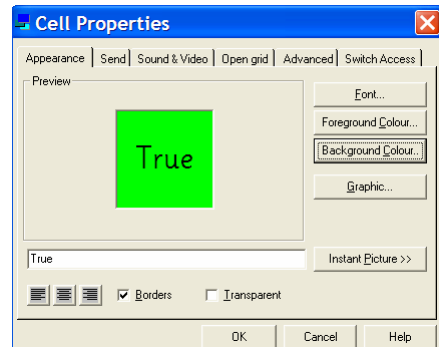 Cell Properties
Appearance Send Sound & Video Open grid Advanced Switch Access
Preview
True
Font...
Foreground Colour...
Background Colour..
Graphic...
True
Instant Picture >>
Borders Transparent
OK Cancel Help